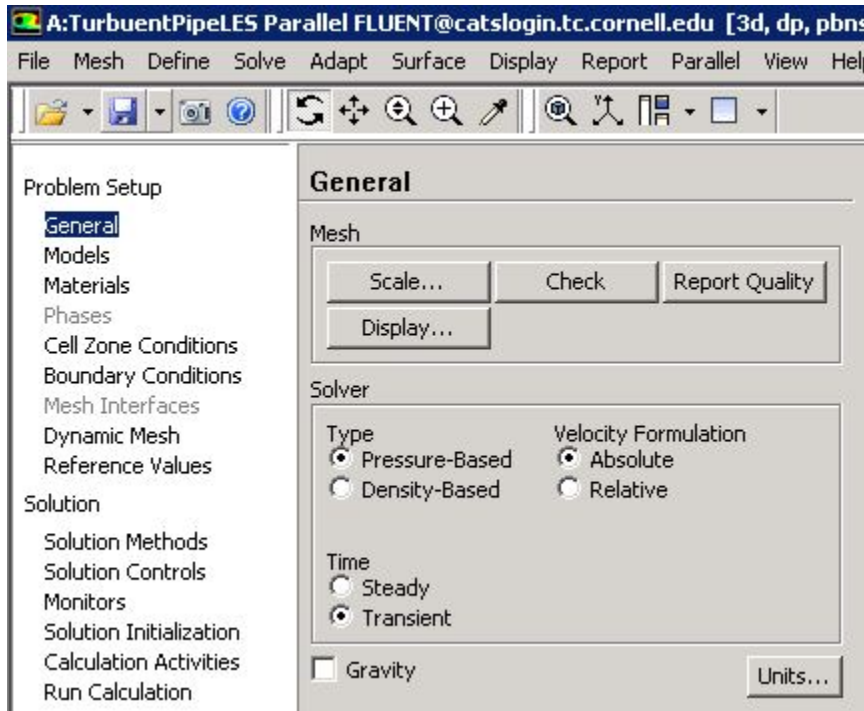 A:TurbuentPipeLES Parallel FLUENT@catslogin.tc.cornell.edu [3d, dp, pbns
File Mesh Define Solve Adapt Surface Display Report Parallel View Help
Problem Setup
General
Models
Materials
Phases
Cell Zone Conditions
Boundary Conditions
Mesh Interfaces
Dynamic Mesh
Reference Values
Solution
Solution Methods
Solution Controls
Monitors
Solution Initialization
Calculation Activities
Run Calculation
General
Mesh
Scale... Check Report Quality
Display...
Solver
Type Velocity Formulation
Pressure-Based Absolute
Density-Based Relative
Time
Steady
Transient
Gravity Units...